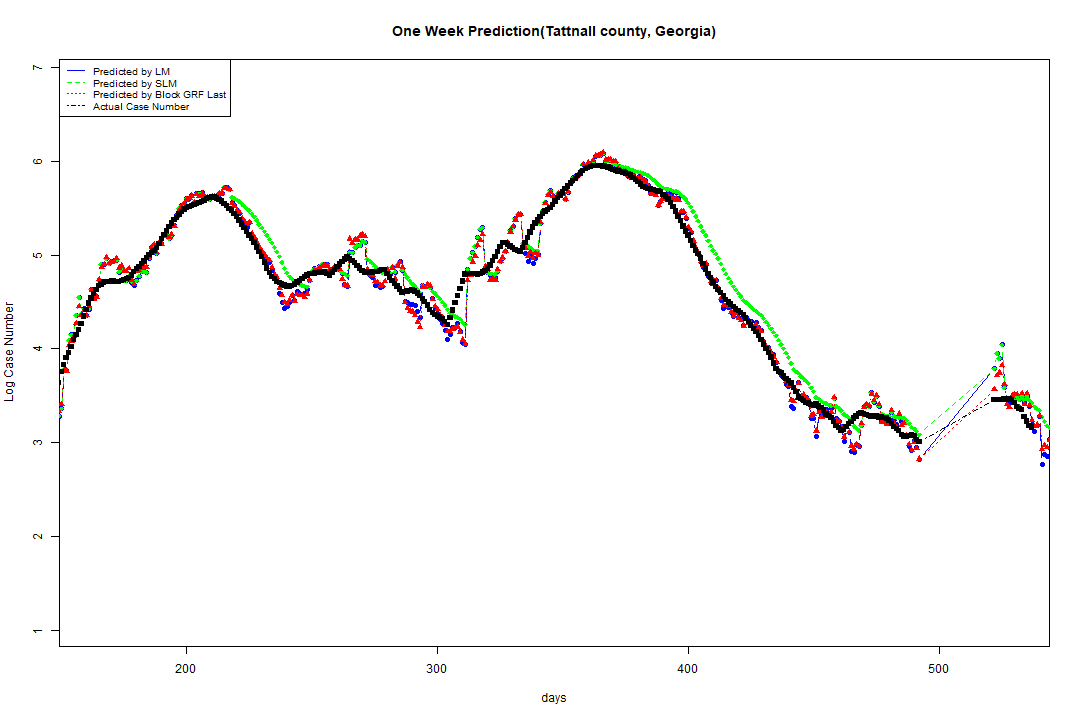 One Week Prediction(Tattnall county, Georgia)
Predicted by LM
Predicted by SLM
Predicted by Block GRF Last
Actual Case Number
Log Case Number
7
6
5
4
3
2
1
200
300
400
500
days